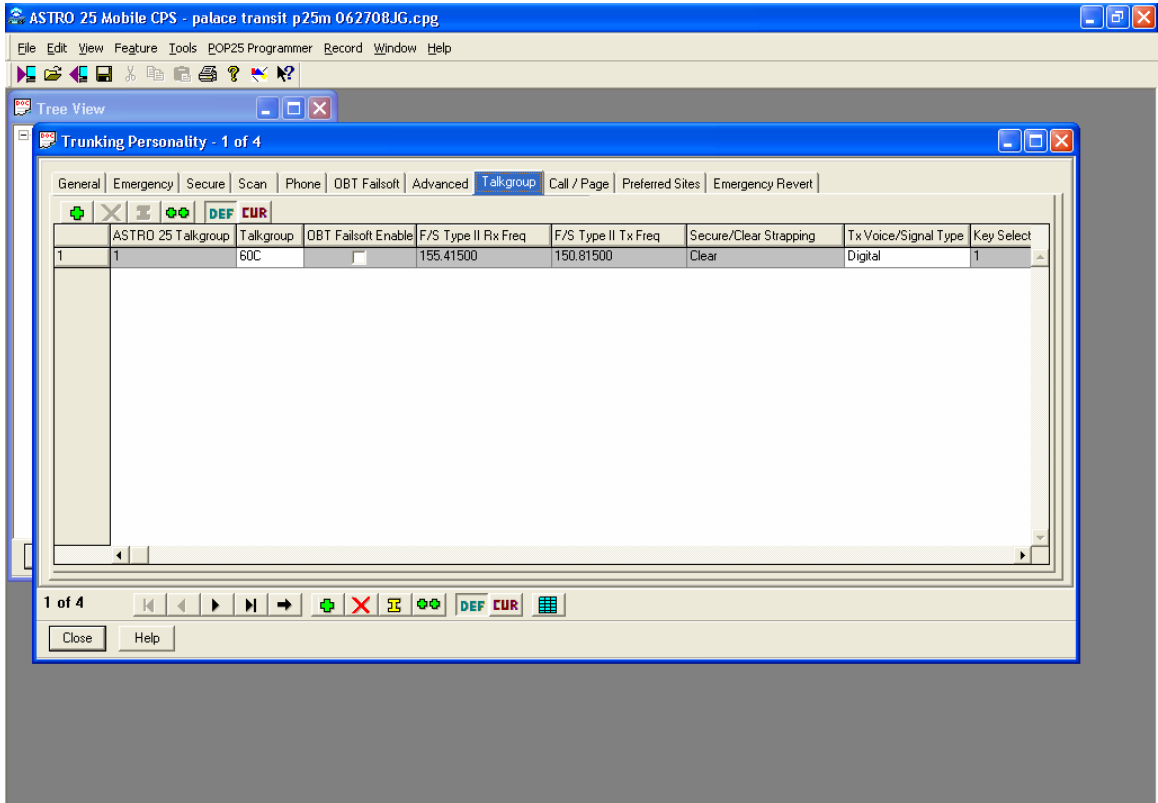 ASTRO 25 Mobile CPS - palace transit p25m 062708JG.cpg
File Edit View Feature Tools POP25 Programmer Record Window Help
Tree View
Trunking Personality - 1 of 4
General Emergency Secure Scan Phone OBT Failsoft Advanced Talkgroup Call / Page Preferred Sites Emergency Revert
DEF CUR
ASTRO 25 Talkgroup Talkgroup OBT Failsoft Enable F/S Type II Rx Freq F/S Type II Tx Freq Secure/Clear Strapping Tx Voice/Signal Type Key Select
1 1 60C 155.41500 150.81500 Clear Digital 1
1 of 4 DEF CUR
Close Help